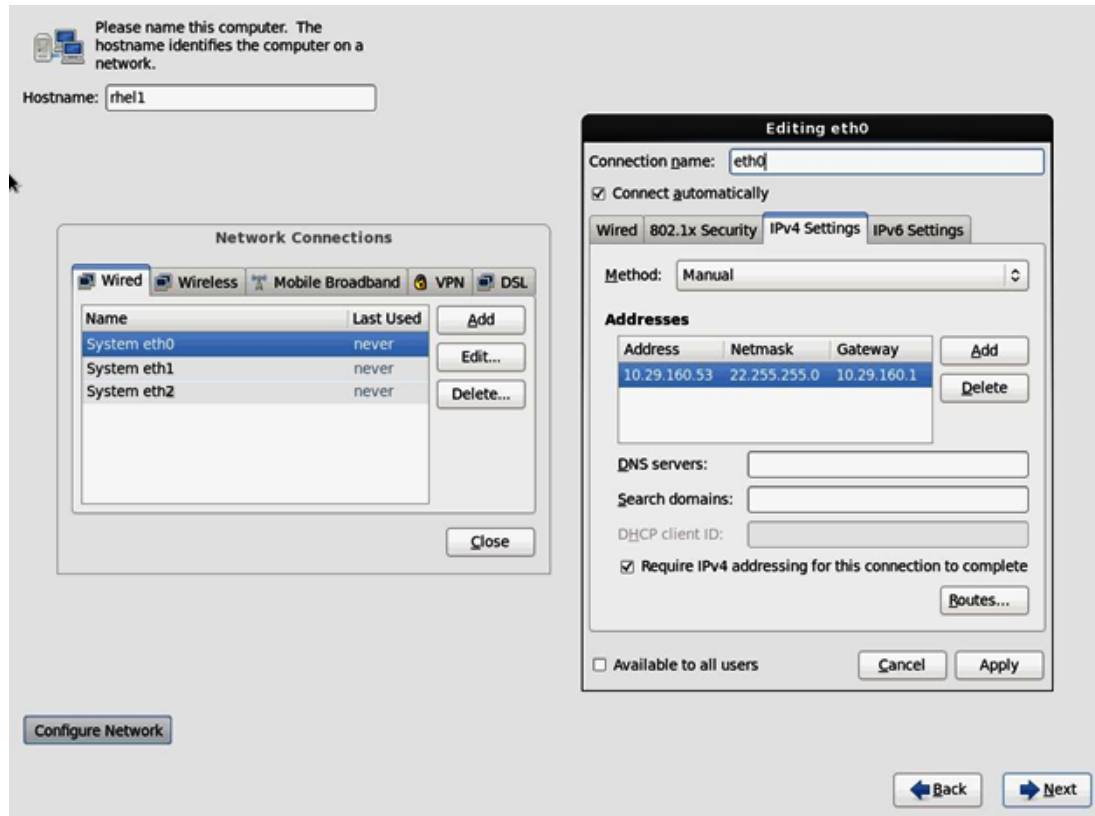 Please name this computer. The
hostname identifies the computer on a
network.
Hostname: rhel1
Network Connections
Wired Wireless Mobile Broadband VPN DSL
Name Last Used
System eth0 never
System eth1 never
System eth2 never
Add
Edit...
Delete...
Close
Editing eth0
Connection name: eth0
Connect automatically
Wired 802.1x Security IPv4 Settings IPv6 Settings
Method: Manual
Addresses
Address Netmask Gateway
10.29.160.53 22.255.255.0 10.29.160.1
Add
Delete
DNS servers:
Search domains:
DHCP client ID:
Require IPv4 addressing for this connection to complete
Routes...
Available to all users
Cancel Apply
Configure Network
Back Next